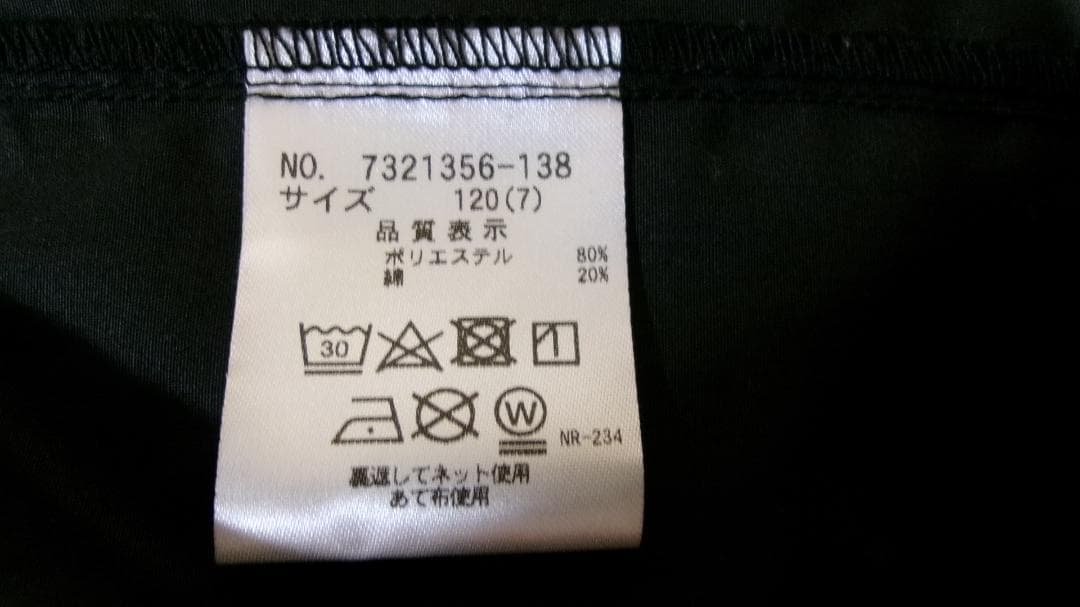 NO. 7321356-138
サイズ 120(7)
品質表示
ポリエステル 80%
綿 20%
30
W NR-234
裏返してネット使用
あて布使用